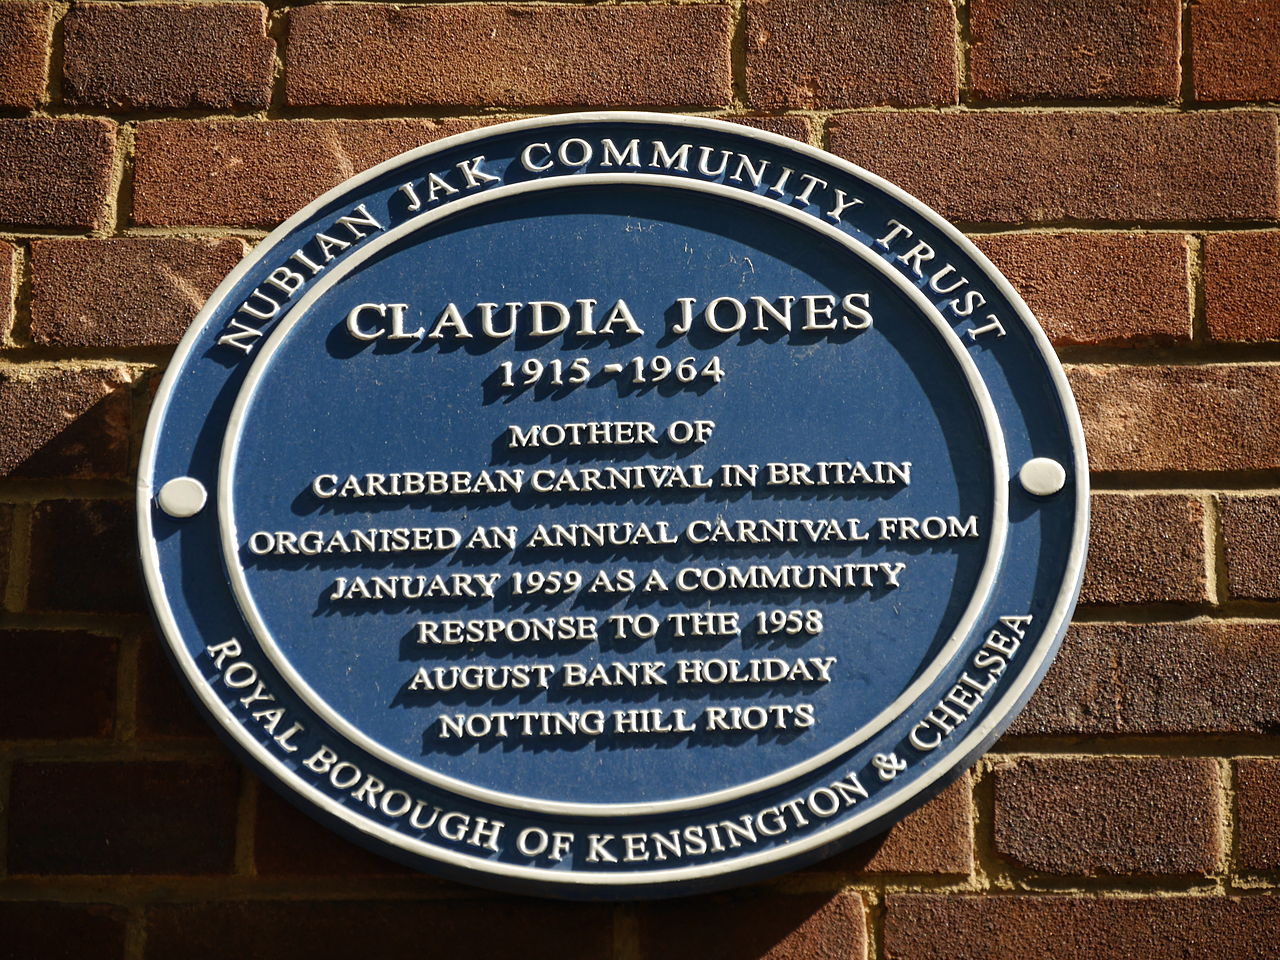 NUBIAN JAK COMMUNITY TRUST
CLAUDIA JONES
1915 - 1964
MOTHER OF
CARIBBEAN CARNIVAL IN BRITAIN
ORGANISED AN ANNUAL CARNIVAL FROM
JANUARY 1959 AS A COMMUNITY
RESPONSE TO THE 1958
AUGUST BANK HOLIDAY
NOTTING HILL RIOTS
ROYAL BOROUGH OF KENSINGTON & CHELSEA